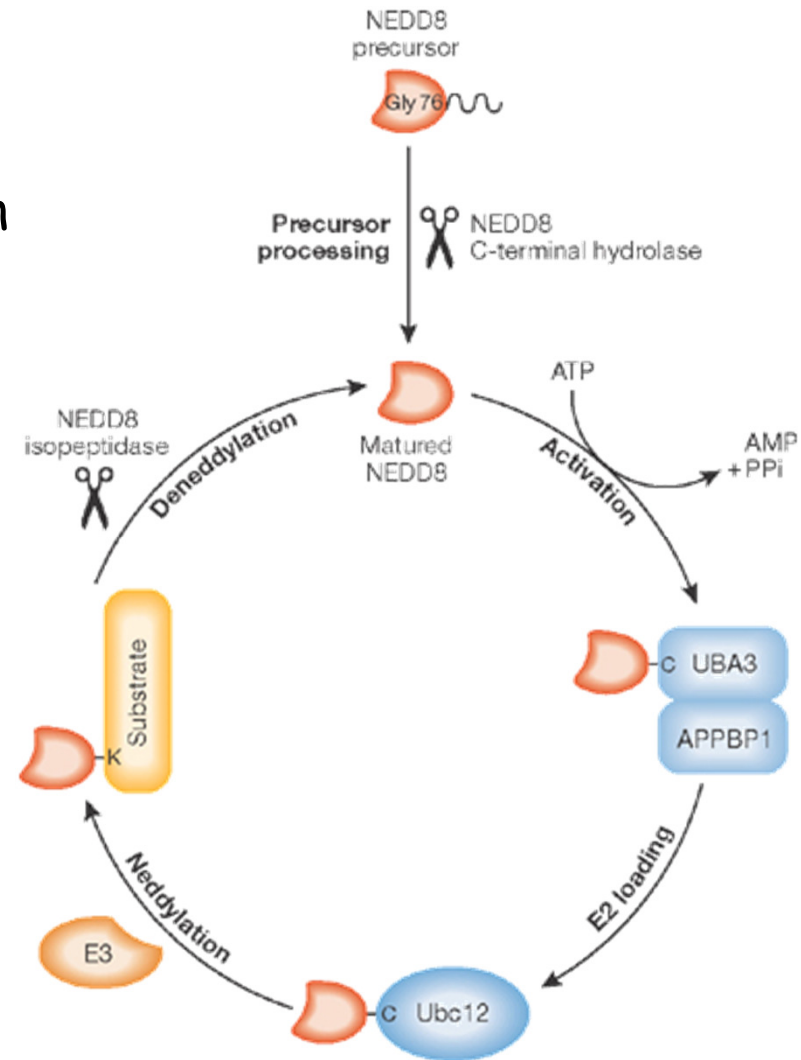 NEDD8
precursor
Gly 76
Precursor
processing
NEDD8
C-terminal hydrolase
ATP
NEDD8
isopeptidase
Deneddylation
Matured
NEDD8
Activation
AMP
+ PPi
C UBA3
APPBP1
Substrate
K
E2 loading
Neddylation
E3
C Ubc12